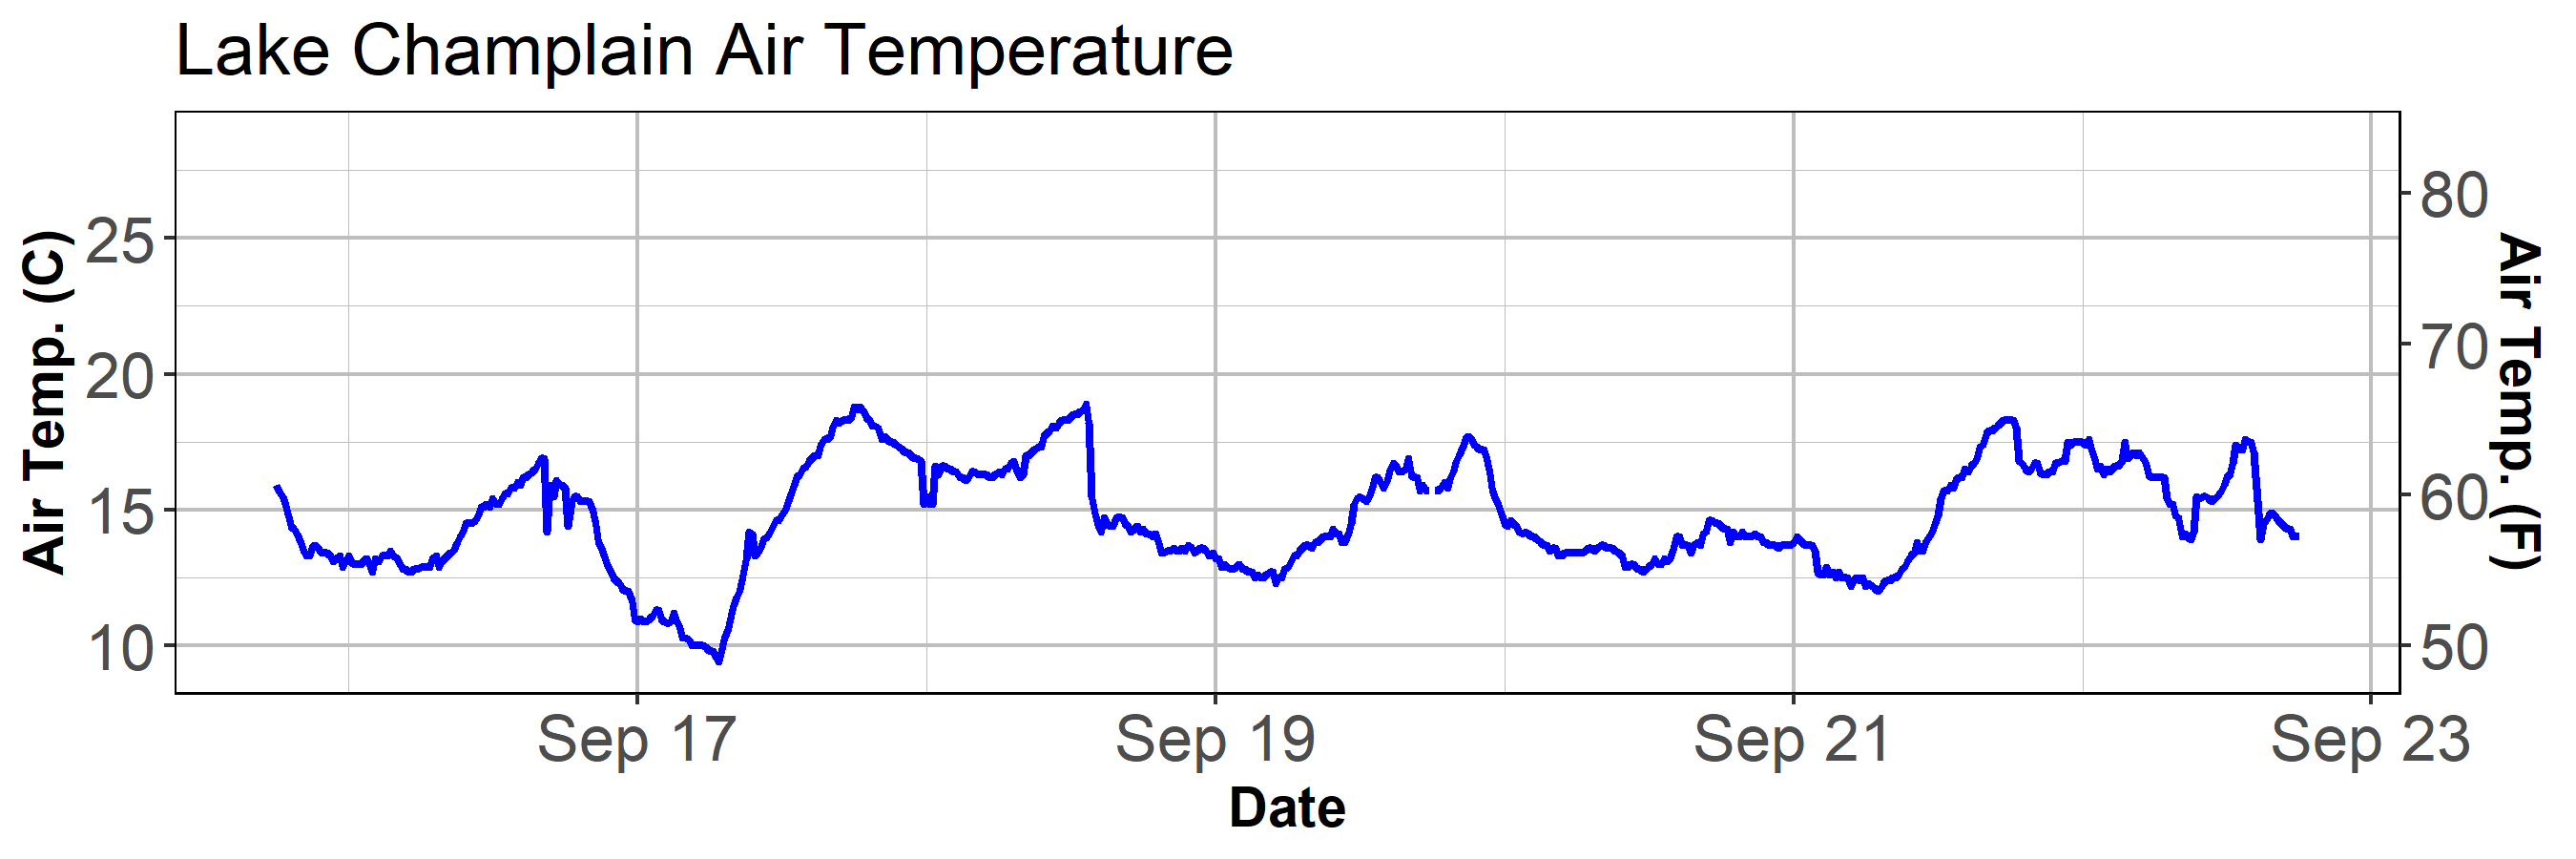 Lake Champlain Air Temperature
Air Temp. (C)
25
20
15
10
80
70
60
50
Air Temp. (F)
Sep 17 Sep 19 Sep 21 Sep 23
Date